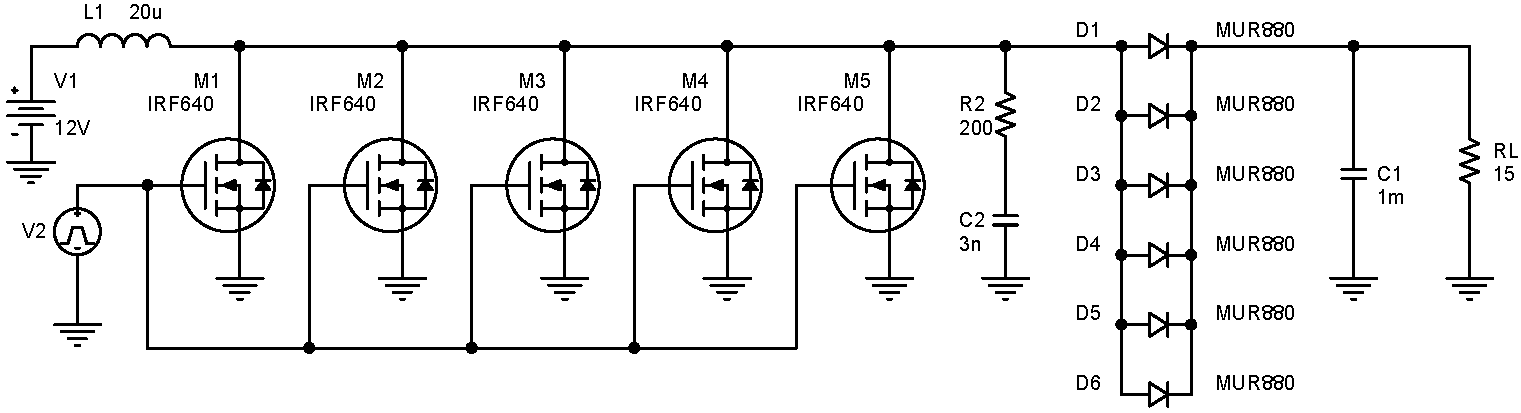 L1 20u
V1
12V
V2
M1
IRF640
M2
IRF640
M3
IRF640
M4
IRF640
M5
IRF640
R2
200
C2
3n
D1 MUR880
D2 MUR880
D3 MUR880
D4 MUR880
D5 MUR880
D6 MUR880
C1
1m
RL
15